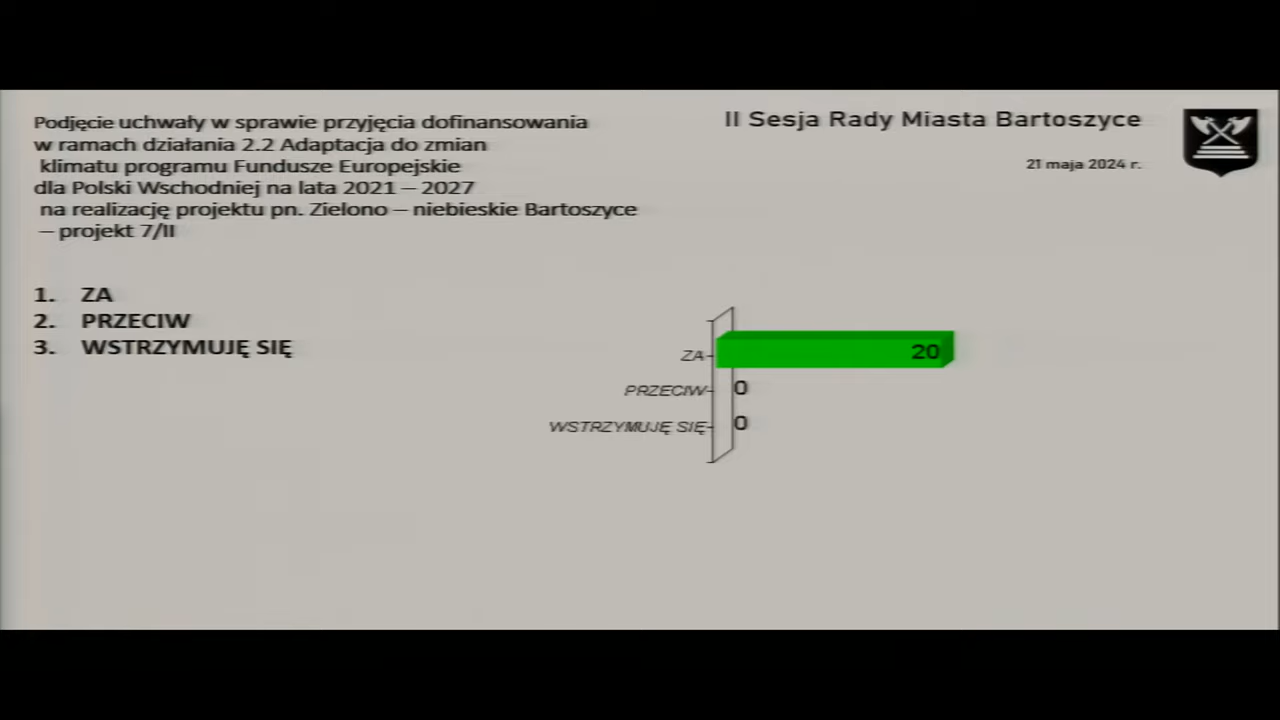 Podjęcie uchwały w sprawie przyjęcia dofinansowania
w ramach działania 2.2 Adaptacja do zmian
klimatu programu Fundusze Europejskie
dla Polski Wschodniej na lata 2021 – 2027
na realizację projektu pn. Zielono – niebieskie Bartoszyce
– projekt 7/II
II Sesja Rady Miasta Bartoszyce
21 maja 2024 r.
1. ZA
2. PRZECIW
3. WSTRZYMUJĘ SIĘ
ZA 20
PRZECIW 0
WSTRZYMUJĘ SIĘ 0